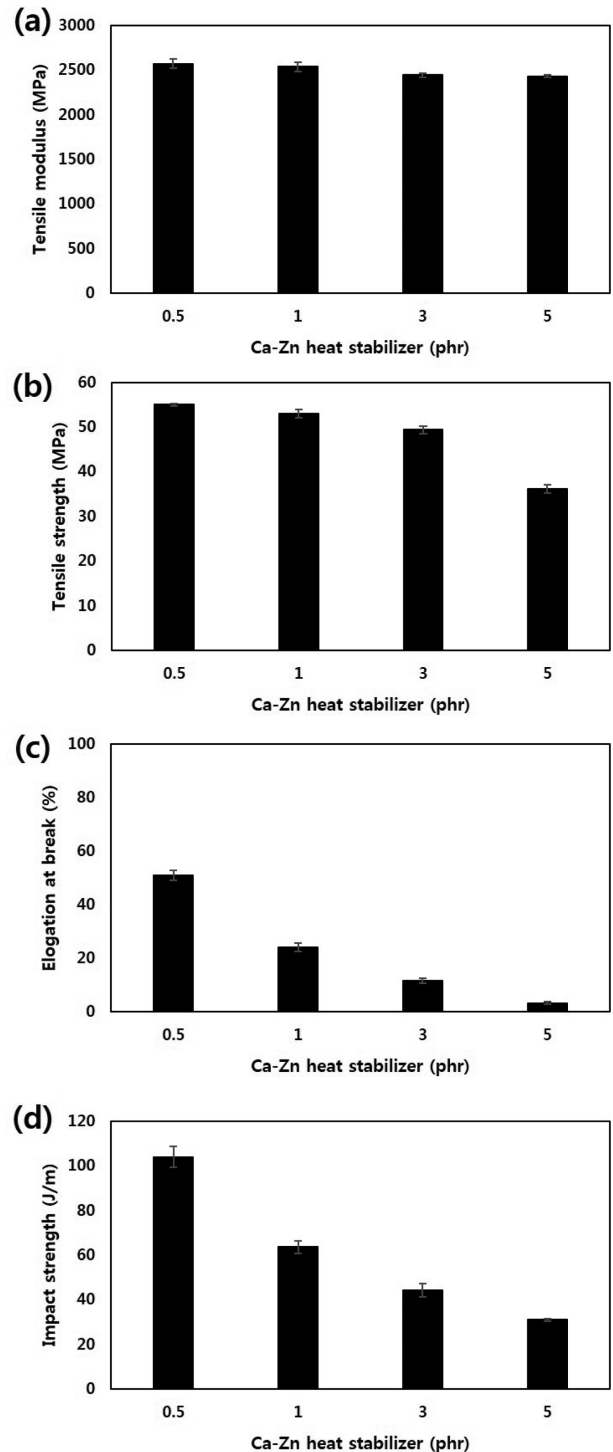 (a)
Tensile modulus (MPa)
3000
2500
2000
1500
1000
500
0
0.5 1 3 5
Ca-Zn heat stabilizer (phr)
(b)
Tensile strength (MPa)
60
50
40
30
20
10
0
0.5 1 3 5
Ca-Zn heat stabilizer (phr)
(c)
Elogation at break (%)
100
80
60
40
20
0
0.5 1 3 5
Ca-Zn heat stabilizer (phr)
(d)
Impact strength (J/m)
120
100
80
60
40
20
0
0.5 1 3 5
Ca-Zn heat stabilizer (phr)